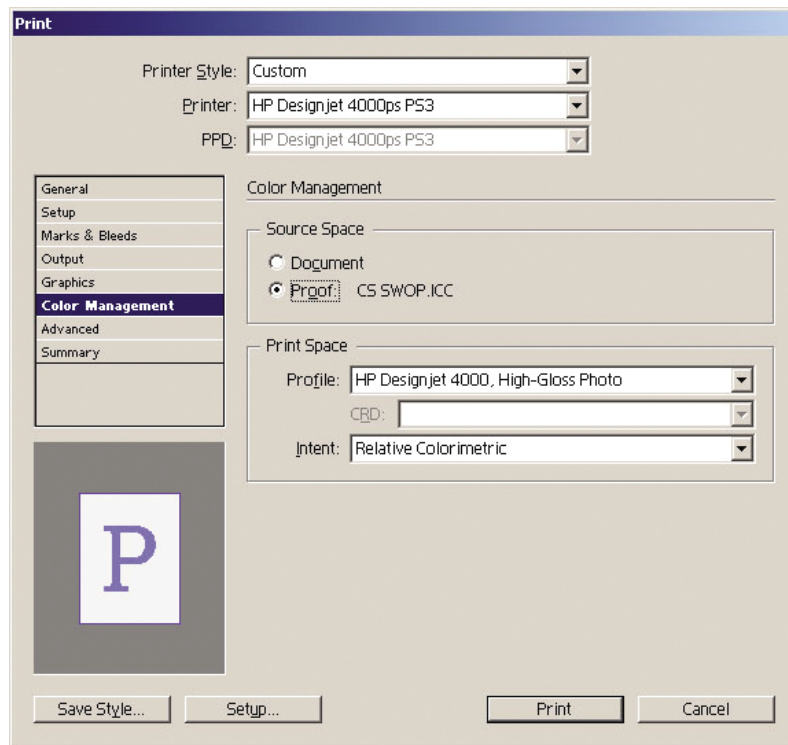 Print
Printer Style: Custom
Printer: HP Designjet 4000ps PS3
PPD: HP Designjet 4000ps PS3
General
Setup
Marks & Bleeds
Output
Graphics
Color Management
Advanced
Summary
Color Management
Source Space
Document
Proof: CS SWOP.ICC
Print Space
Profile: HP Designjet 4000, High-Gloss Photo
CRD:
Intent: Relative Colorimetric
P
Save Style... Setup... Print Cancel